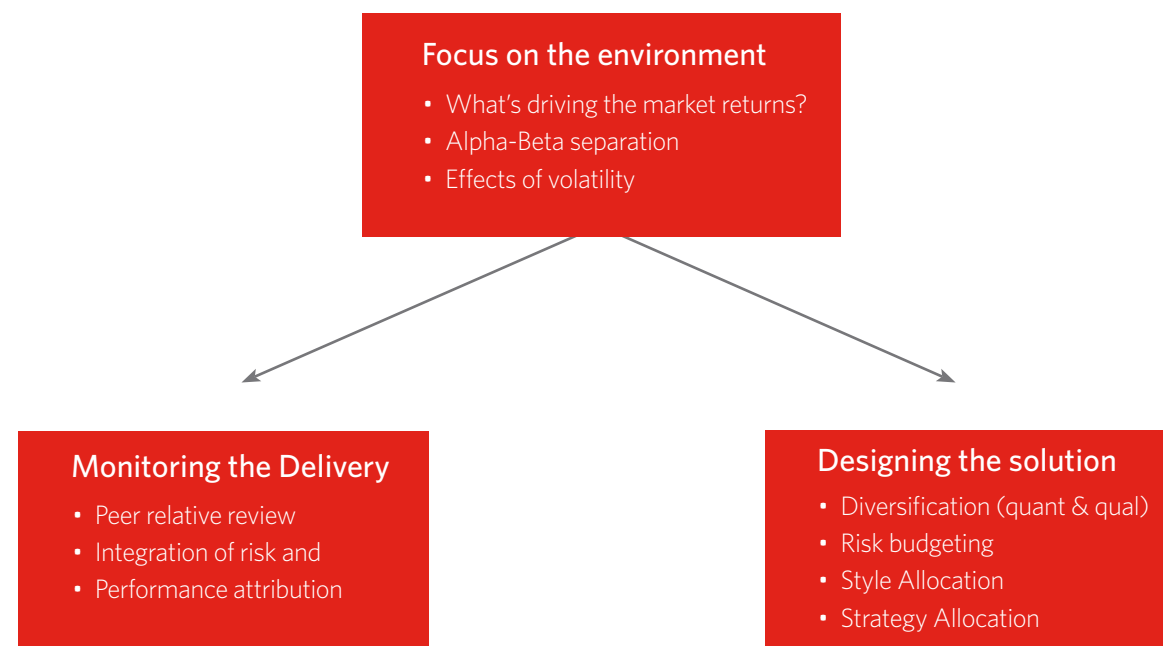 Focus on the environment
• What's driving the market returns?
• Alpha-Beta separation
• Effects of volatility
Monitoring the Delivery
• Peer relative review
• Integration of risk and
• Performance attribution
Designing the solution
• Diversification (quant & qual)
• Risk budgeting
• Style Allocation
• Strategy Allocation